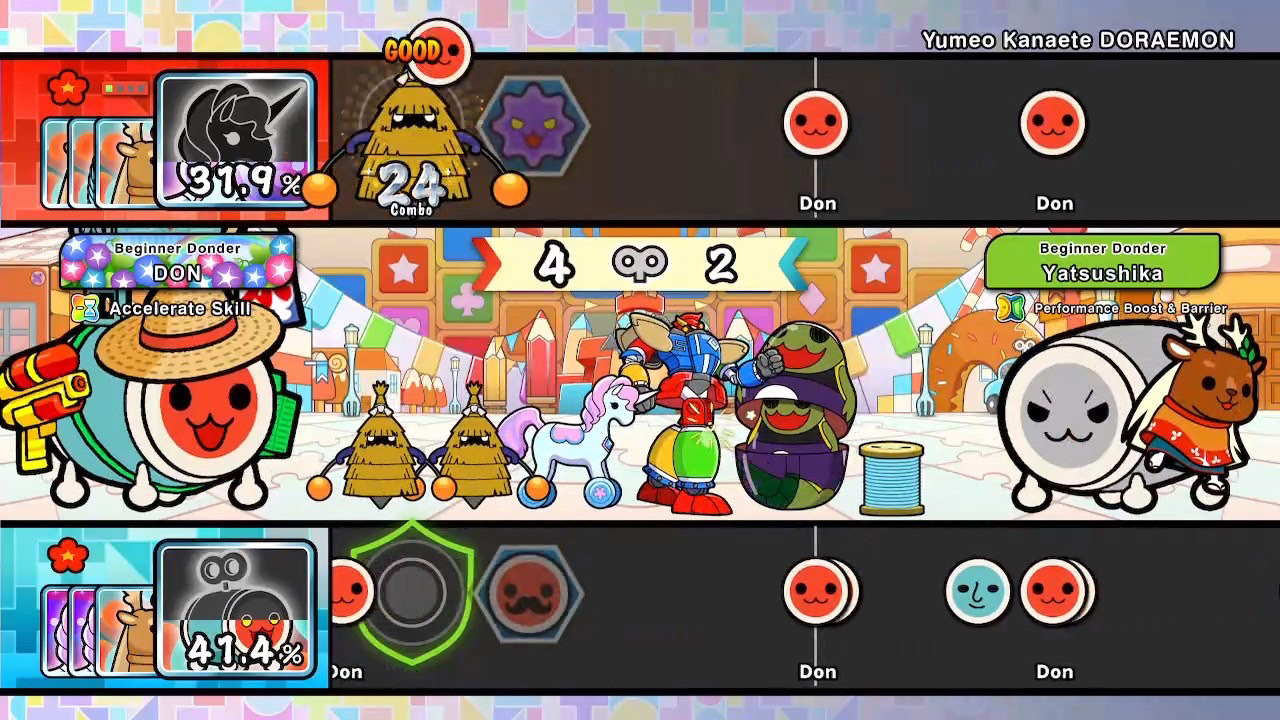 Yumeo Kanaete DORAEMON
GOOD
31.9%
24
Combo
Don
Don
Beginner Donder
DON
Accelerate Skill
4 2
Beginner Donder
Yatsushika
Performance Boost & Barrier
41.4%
Don
Don
Don